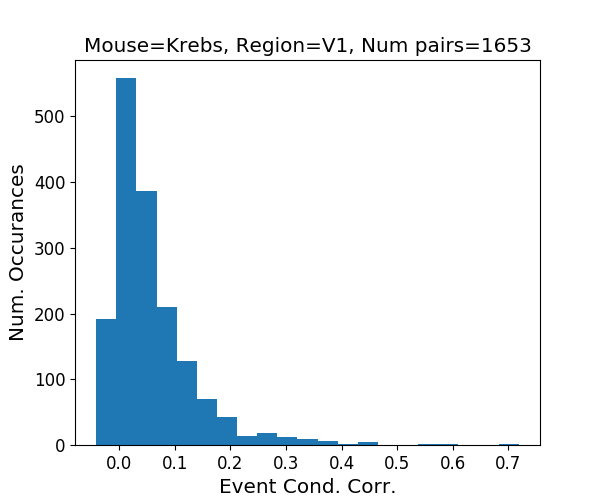 Mouse=Krebs, Region=V1, Num pairs=1653
Num. Occurances
500
400
300
200
100
0
0.0 0.1 0.2 0.3 0.4 0.5 0.6 0.7
Event Cond. Corr.